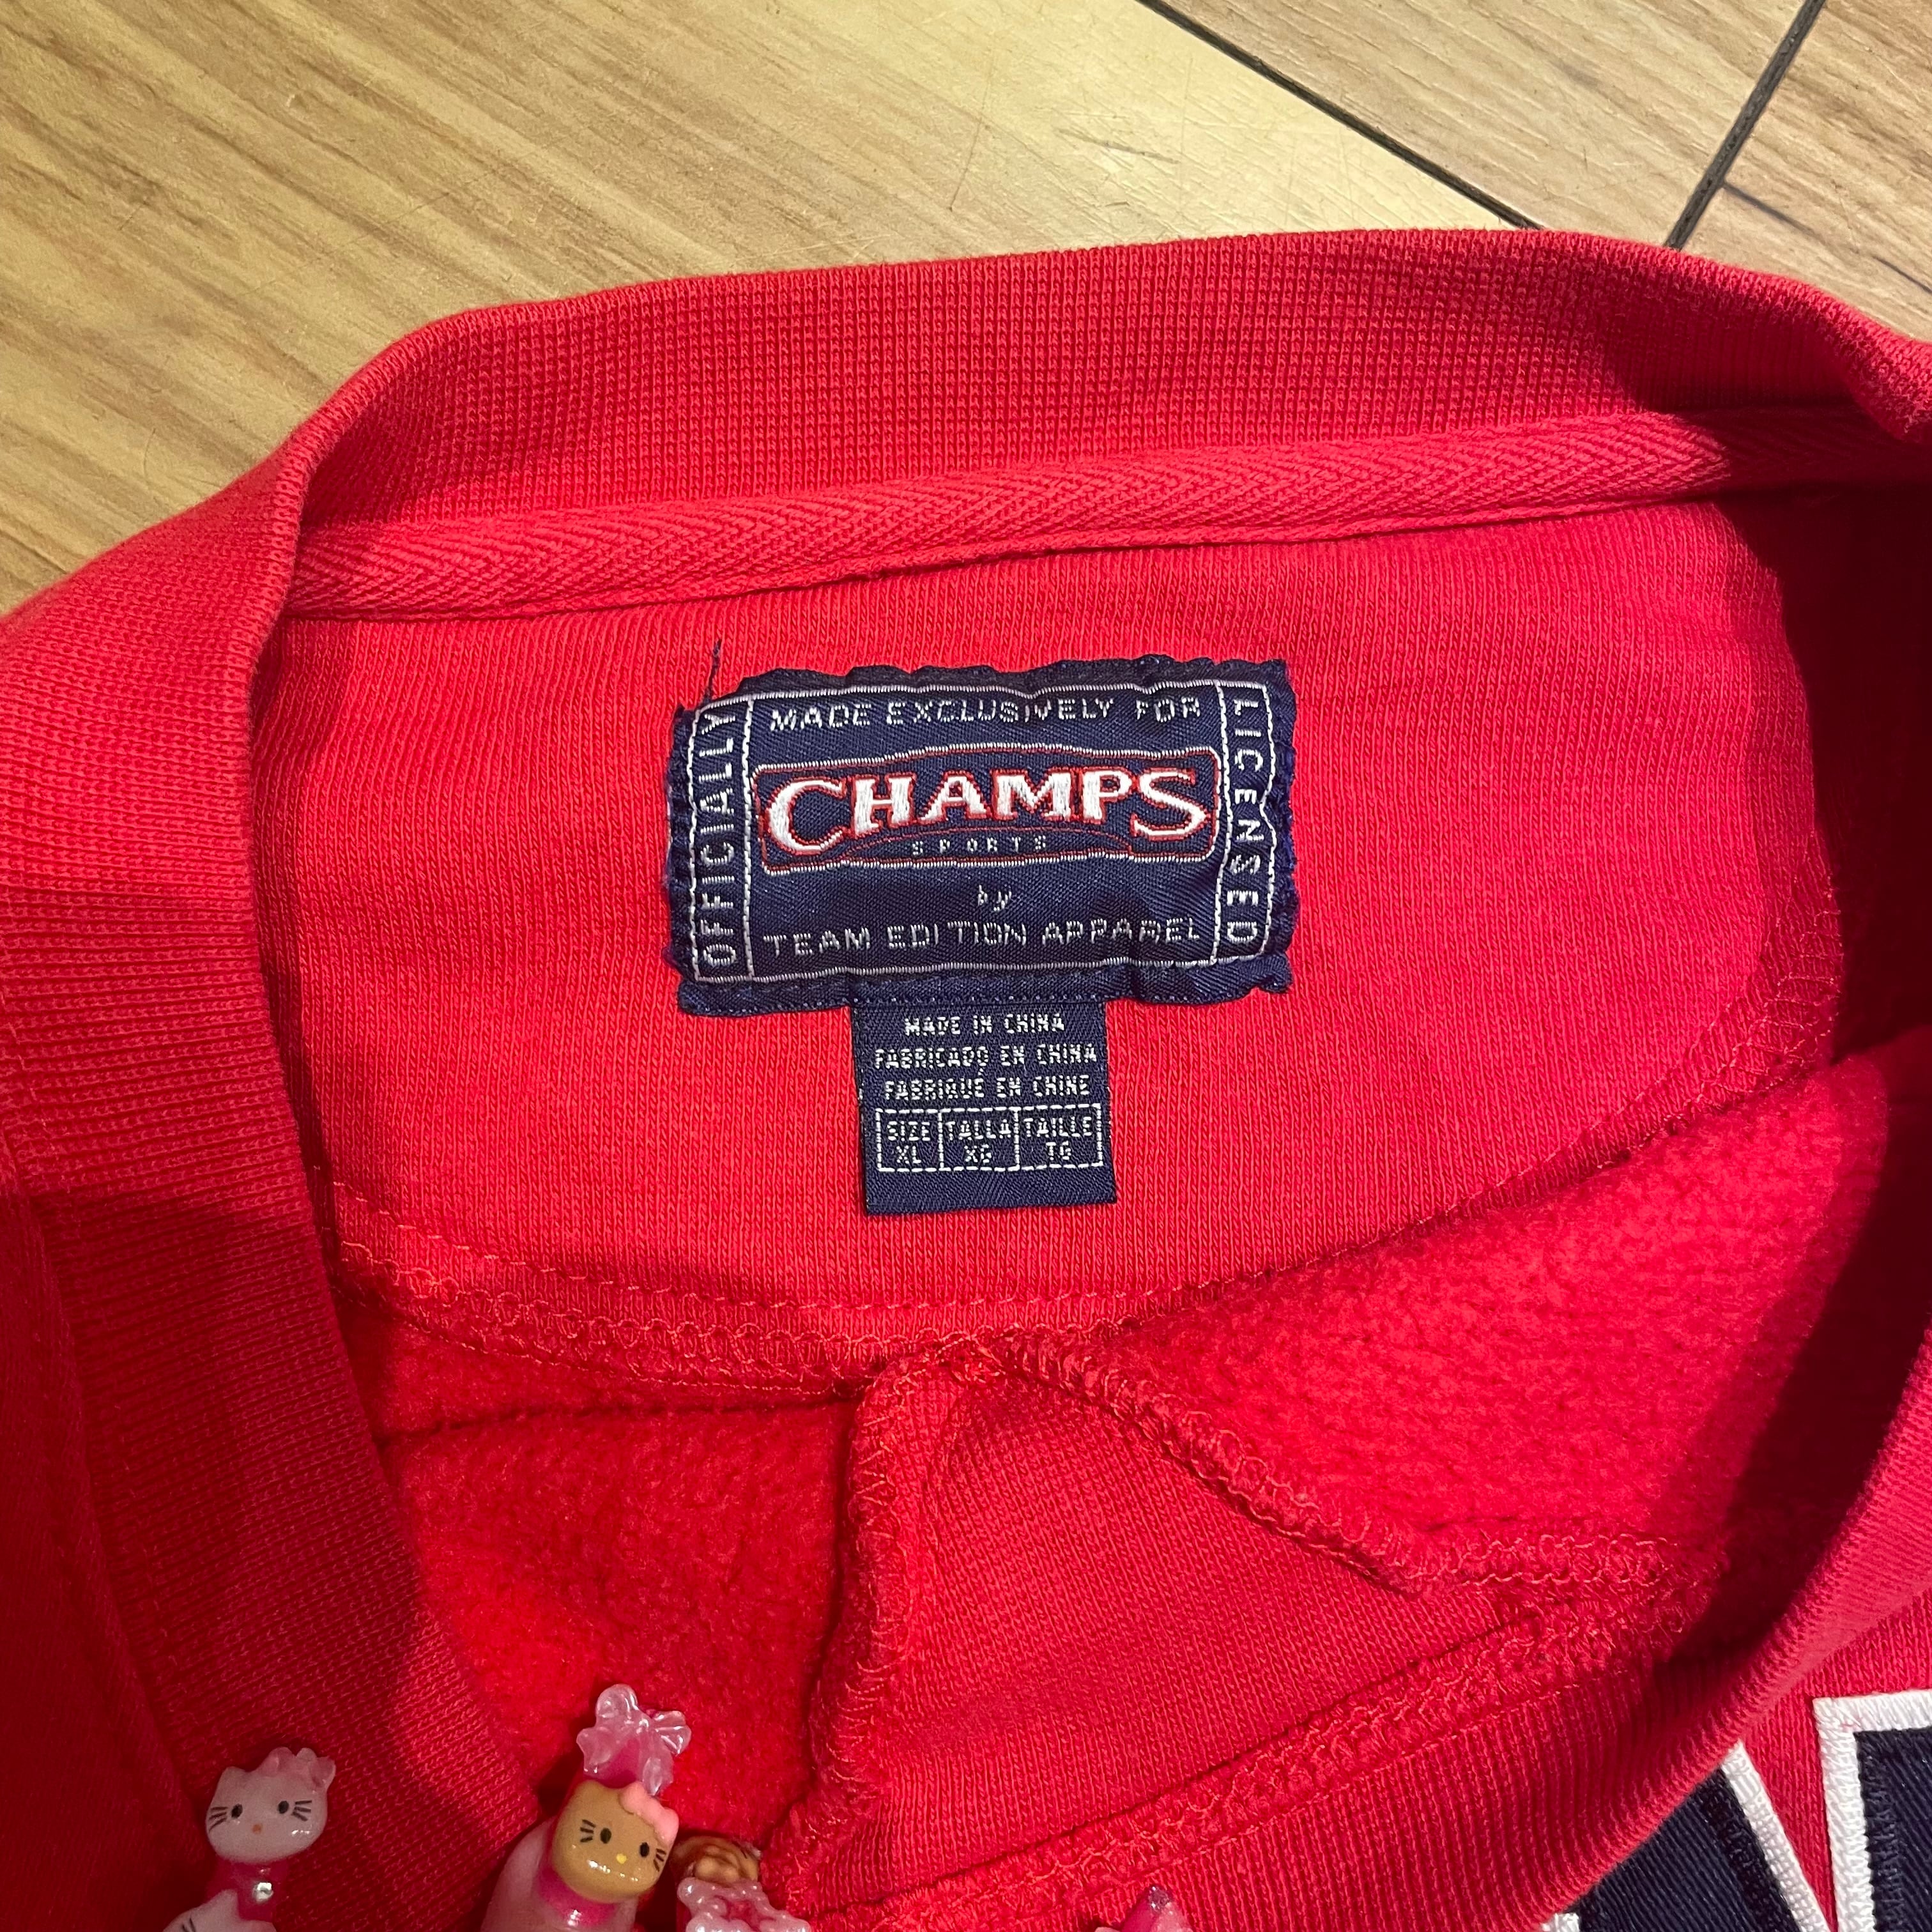 MADE EXCLUSIVELY FOR
OFFICIALLY
CHAMPS
SPORTS
LICENSED
by
TEAM EDITION APPAREL
MADE IN CHINA
FABRICADO EN CHINA
FABRIQUÉ EN CHINE
SIZE TALLA TAILLE
XL XG TG